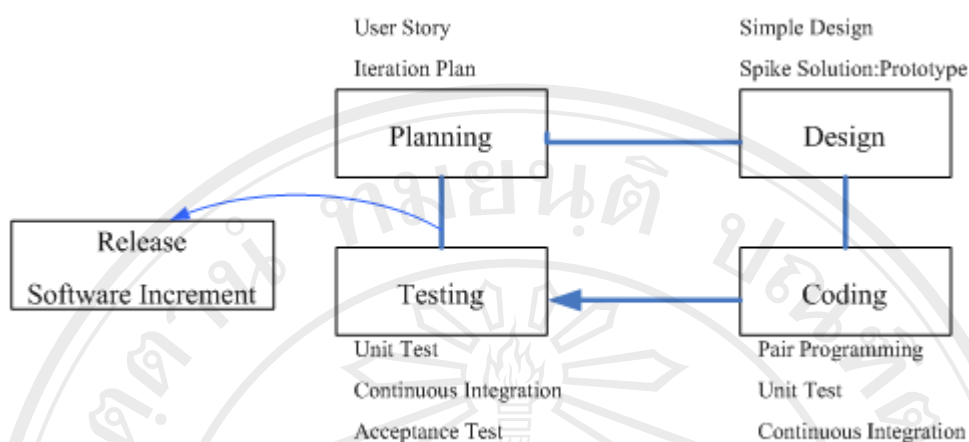 User Story
Iteration Plan
Planning
Simple Design
Spike Solution:Prototype
Design
Release
Software Increment
Testing
Unit Test
Continuous Integration
Acceptance Test
Coding
Pair Programming
Unit Test
Continuous Integration